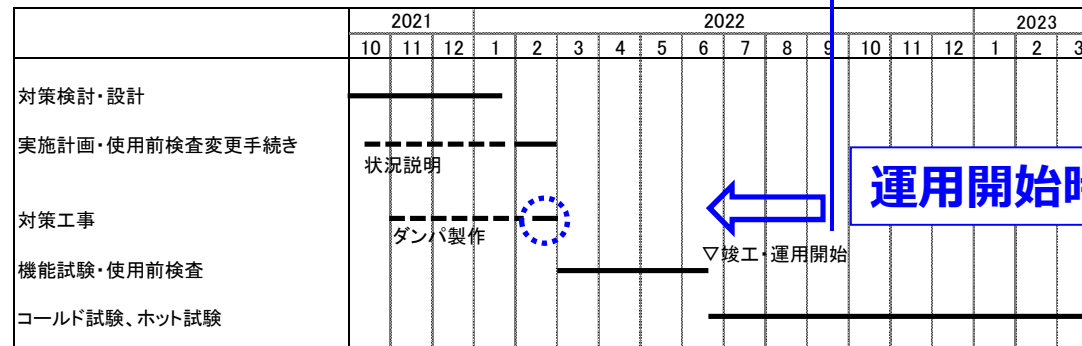 2021 2022 2023
10 11 12 1 2 3 4 5 6 7 8 9 10 11 12 1 2 3
対策検討・設計
実施計画・使用前検査変更手続き
状況説明
運用開始時
対策工事
ダンパ製作
▽竣工・運用開始
機能試験・使用前検査
コールド試験、ホット試験